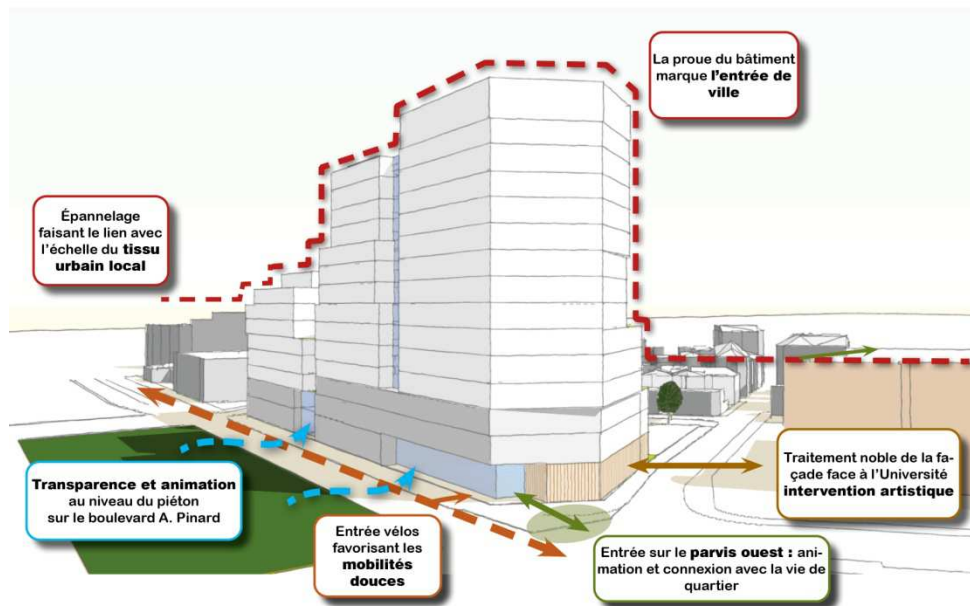 La proue du bâtiment
marque l'entrée de
ville
Épannelage
faisant le lien avec
l'échelle du tissu
urbain local
Transparence et animation
au niveau du piéton
sur le boulevard A. Pinard
Entrée vélos
favorisant les
mobilités
douces
Traitement noble de la fa-
çade face à l'Université
intervention artistique
Entrée sur le parvis ouest : ani-
mation et connexion avec la vie de
quartier